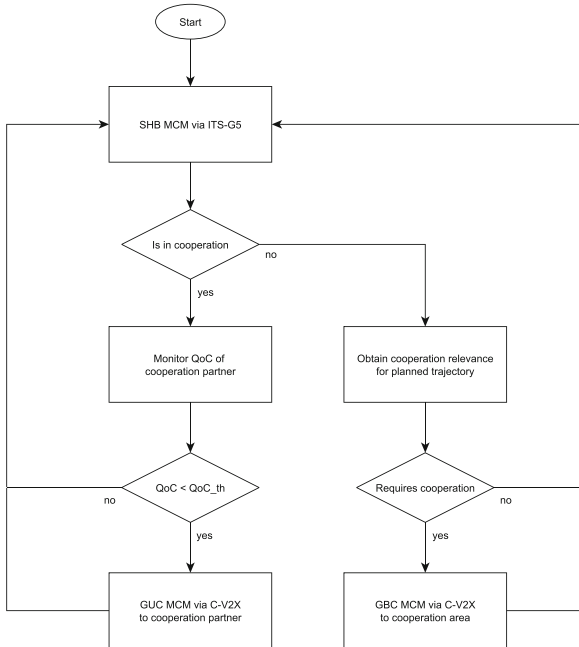 Start
SHB MCM via ITS-G5
Is in cooperation
no
yes
Monitor QoC of
cooperation partner
Obtain cooperation relevance
for planned trajectory
QoC < QoC_th
no
yes
Requires cooperation
no
yes
GUC MCM via C-V2X
to cooperation partner
GBC MCM via C-V2X
to cooperation area